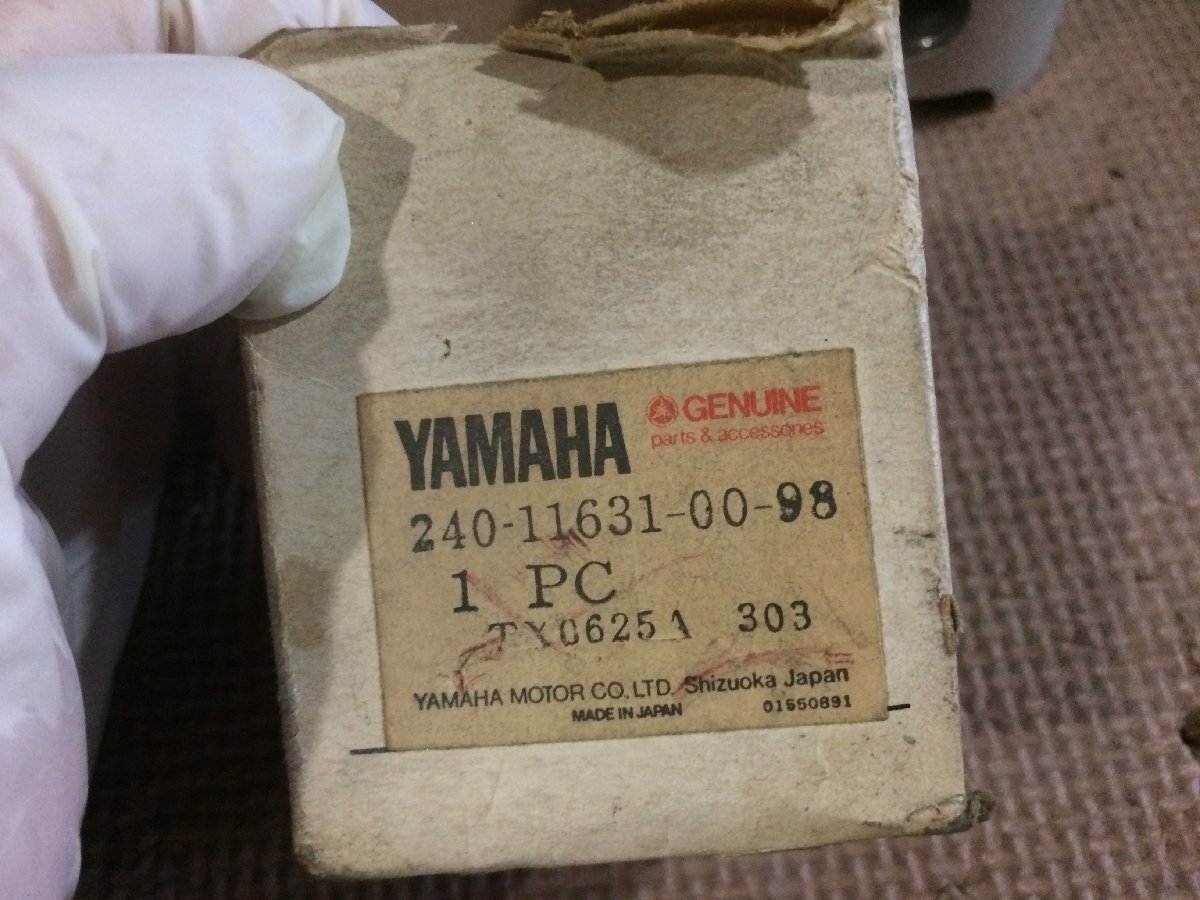 YAMAHA
GENUINE
parts & accessories
240-11631-00-98
1 PC
TX0625A 303
YAMAHA MOTOR CO.,LTD. Shizuoka Japan
MADE IN JAPAN 01550891